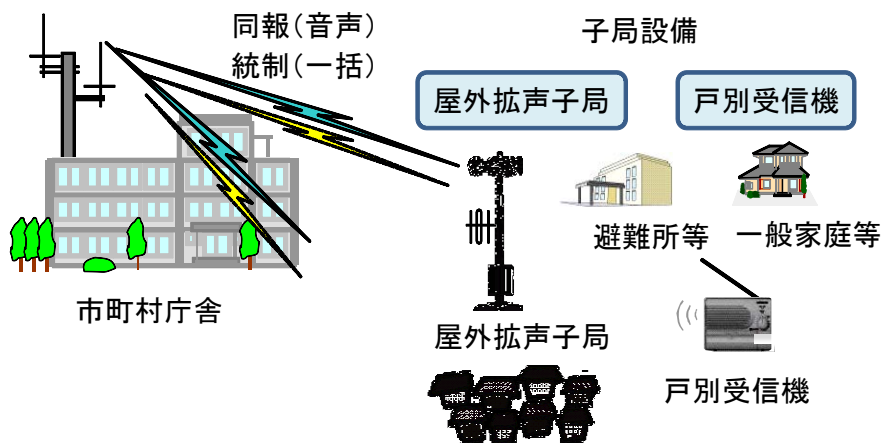 同報(音声)
統制(一括)
子局設備
屋外拡声子局
戸別受信機
避難所等
一般家庭等
市町村庁舎
屋外拡声子局
戸別受信機